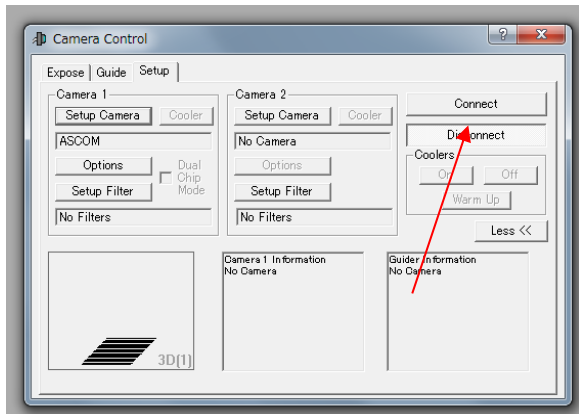 Camera Control
Expose Guide Setup
Camera 1
Setup Camera Cooler
ASCOM
Options Dual Chip Mode
Setup Filter
No Filters
Camera 2
Setup Camera Cooler
No Camera
Options
Setup Filter
No Filters
Connect
Disconnect
Coolers
On Off
Warm Up
Less <<
3D[1]
Camera 1 Information
No Camera
Guider Information
No Camera